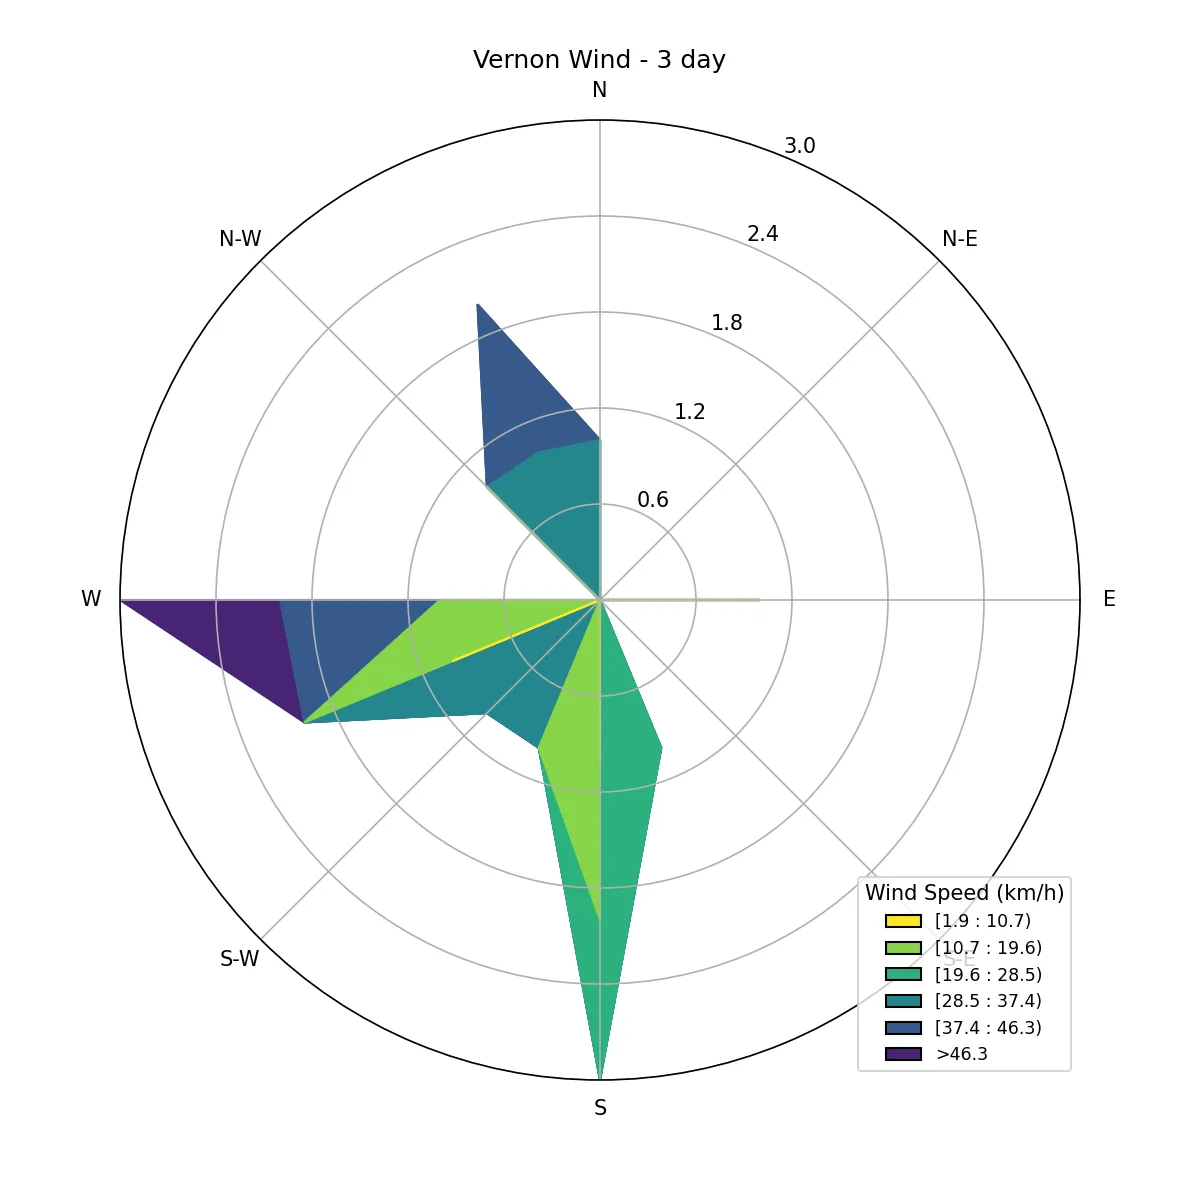 Vernon Wind - 3 day
N
3.0
N-W
2.4
N-E
1.8
1.2
0.6
W
E
Wind Speed (km/h)
[1.9 : 10.7)
[10.7 : 19.6)
S-W
S-E
[19.6 : 28.5)
[28.5 : 37.4)
[37.4 : 46.3)
>46.3
S